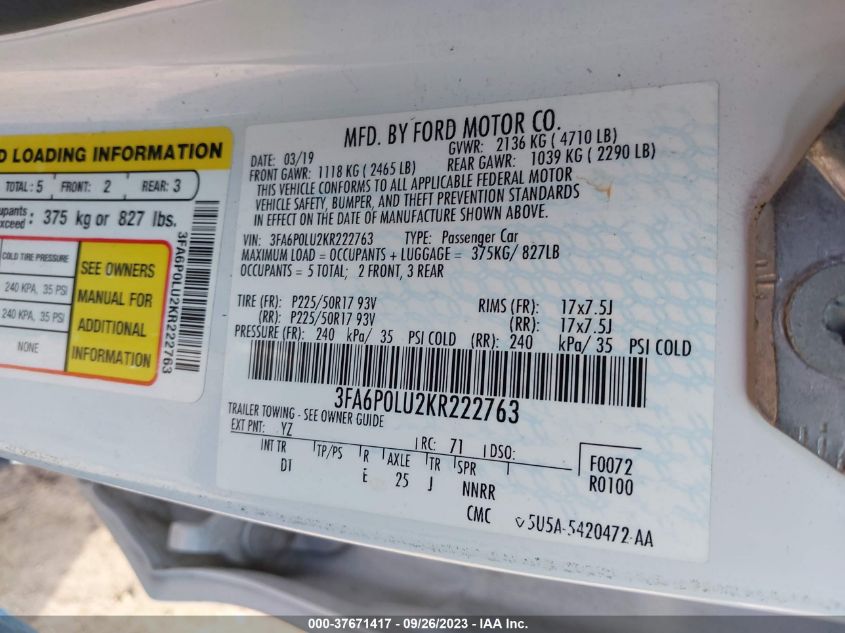 D LOADING INFORMATION
TOTAL: 5 FRONT: 2 REAR: 3
upants
exceed : 375 kg or 827 lbs.
COLD TIRE PRESSURE
240 KPA, 35 PSI
240 KPA, 35 PSI
NONE
SEE OWNERS
MANUAL FOR
ADDITIONAL
INFORMATION
3FA6P0LU2KR222763
MFD. BY FORD MOTOR CO.
DATE: 03/19 GVWR: 2136 KG ( 4710 LB)
FRONT GAWR: 1118 KG ( 2465 LB) REAR GAWR: 1039 KG ( 2290 LB)
THIS VEHICLE CONFORMS TO ALL APPLICABLE FEDERAL MOTOR
VEHICLE SAFETY, BUMPER, AND THEFT PREVENTION STANDARDS
IN EFFECT ON THE DATE OF MANUFACTURE SHOWN ABOVE.
VIN: 3FA6P0LU2KR222763 TYPE: Passenger Car
MAXIMUM LOAD = OCCUPANTS + LUGGAGE = 375KG/ 827LB
OCCUPANTS = 5 TOTAL; 2 FRONT, 3 REAR
TIRE (FR): P225/50R17 93V RIMS (FR): 17x7.5J
(RR): P225/50R17 93V (RR): 17x7.5J
PRESSURE (FR): 240 kPa/ 35 PSI COLD (RR): 240 kPa/ 35 PSI COLD
3FA6P0LU2KR222763
TRAILER TOWING - SEE OWNER GUIDE
EXT PNT: YZ RC: 71 DSO:
INT TR TP/PS R AXLE TR SPR
DT E 25 J NNRR
F0072
R0100
CMC 5U5A-5420472-AA
000-37671417 - 09/26/2023 - IAA Inc.